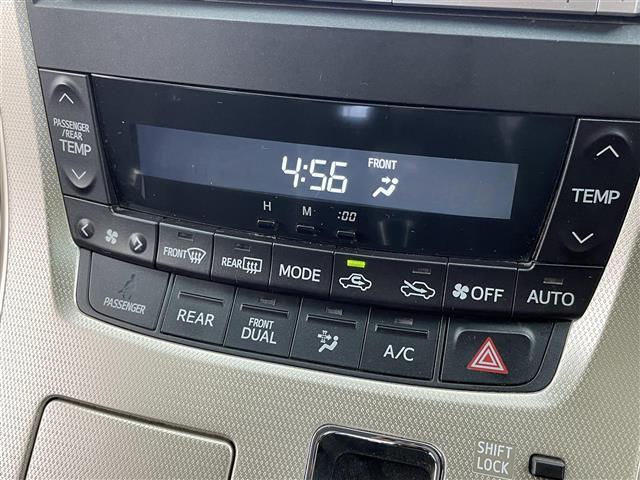 PASSENGER
/REAR
TEMP
4:56 FRONT
H M :00
TEMP
FRONT
REAR
MODE
OFF
AUTO
PASSENGER
REAR
FRONT
DUAL
A/C
SHIFT
LOCK